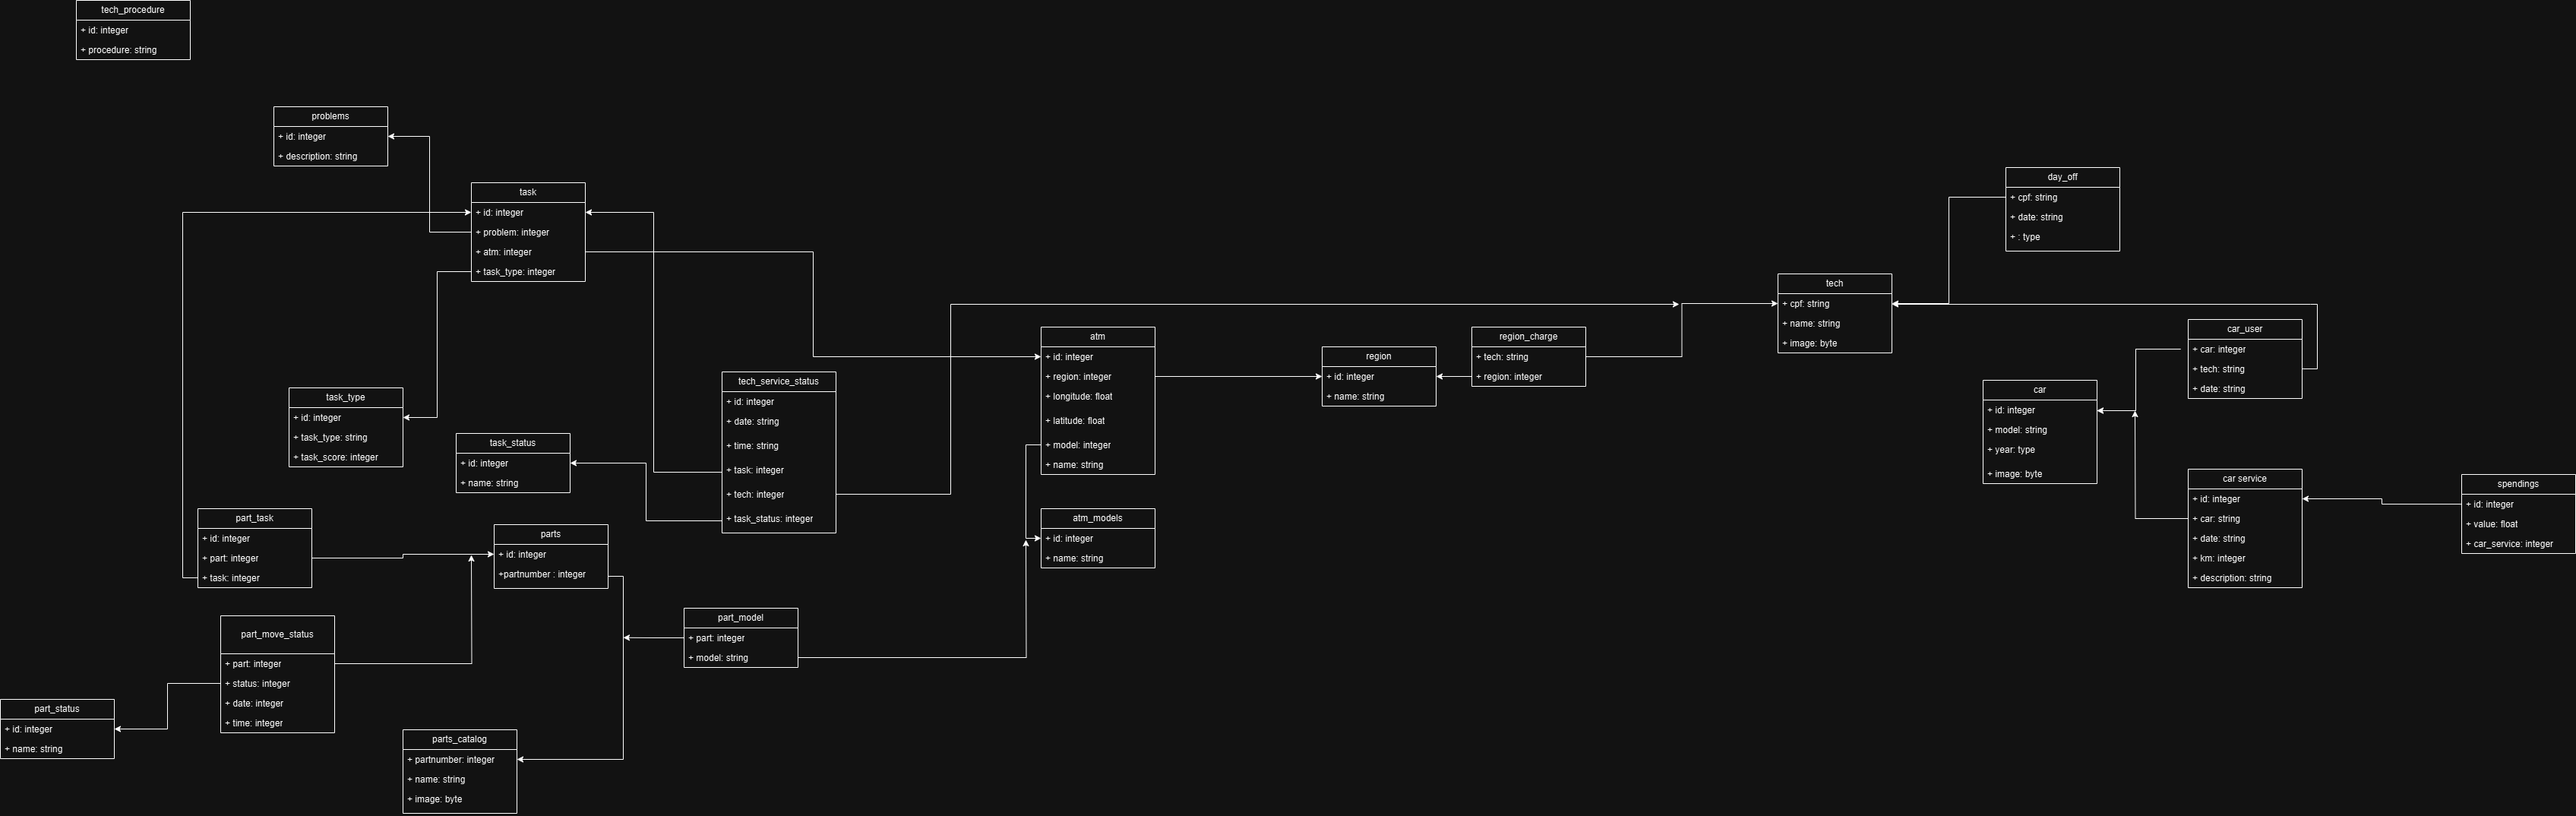 tech_procedure
+ id: integer
+ procedure: string
problems
+ id: integer
+ description: string
task
+ id: integer
+ problem: integer
+ atm: integer
+ task_type: integer
day_off
+ cpf: string
+ date: string
+ : type
tech
+ cpf: string
+ name: string
+ image: byte
car_user
+ car: integer
+ tech: string
+ date: string
atm
+ id: integer
+ region: integer
+ longitude: float
+ latitude: float
+ model: integer
+ name: string
region_charge
+ tech: string
+ region: integer
region
+ id: integer
+ name: string
tech_service_status
+ id: integer
+ date: string
+ time: string
+ task: integer
+ tech: integer
+ task_status: integer
car
+ id: integer
+ model: string
+ year: type
+ image: byte
task_type
+ id: integer
+ task_type: string
+ task_score: integer
task_status
+ id: integer
+ name: string
car service
+ id: integer
+ car: string
+ date: string
+ km: integer
+ description: string
spendings
+ id: integer
+ value: float
+ car_service: integer
part_task
+ id: integer
+ part: integer
+ task: integer
atm_models
+ id: integer
+ name: string
parts
+ id: integer
+partnumber : integer
part_model
+ part: integer
+ model: string
part_move_status
+ part: integer
+ status: integer
+ date: integer
+ time: integer
part_status
+ id: integer
+ name: string
parts_catalog
+ partnumber: integer
+ name: string
+ image: byte